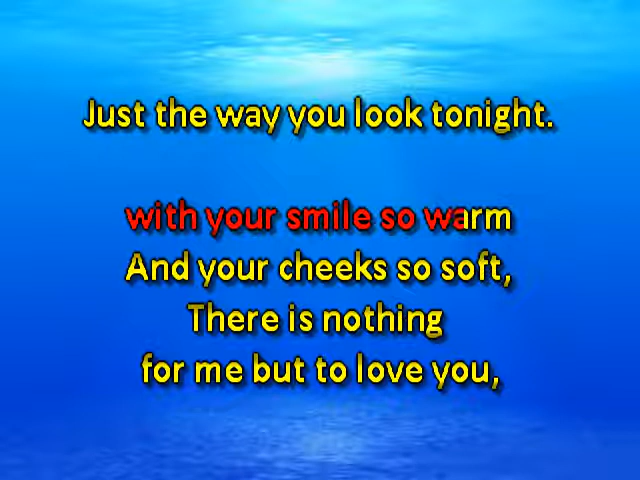 Just the way you look tonight.
with your smile so warm
And your cheeks so soft,
There is nothing
for me but to love you,